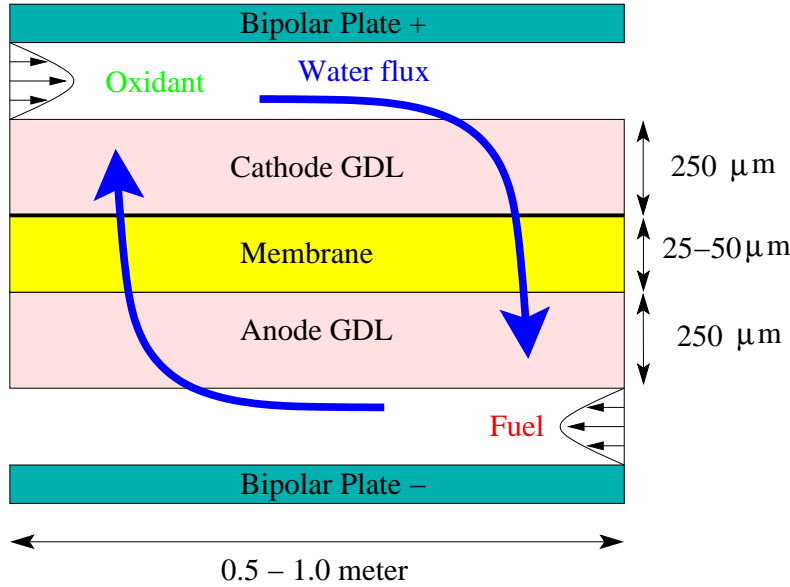 Bipolar Plate +
Oxidant
Water flux
Cathode GDL
250 μm
Membrane
25–50μm
Anode GDL
250 μm
Fuel
Bipolar Plate –
0.5 – 1.0 meter